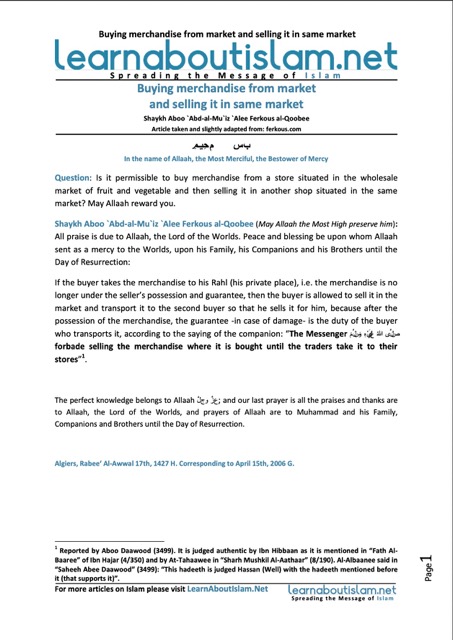 Buying merchandise from market and selling it in same market
learnaboutislam.net
Spreading the Message of Islam
Buying merchandise from market
and selling it in same market
Shaykh Aboo `Abd-al-Mu`iz `Alee Ferkous al-Qoobee
Article taken and slightly adapted from: ferkous.com
In the name of Allaah, the Most Merciful, the Bestower of Mercy
Question: Is it permissible to buy merchandise from a store situated in the wholesale
market of fruit and vegetable and then selling it in another shop situated in the same
market? May Allaah reward you.
Shaykh Aboo `Abd-al-Mu`iz `Alee Ferkous al-Qoobee (May Allaah the Most High preserve him):
All praise is due to Allaah, the Lord of the Worlds. Peace and blessing be upon whom Allaah
sent as a mercy to the Worlds, upon his Family, his Companions and his Brothers until the
Day of Resurrection:
If the buyer takes the merchandise to his Rahl (his private place), i.e. the merchandise is no
longer under the seller's possession and guarantee, then the buyer is allowed to sell it in the
market and transport it to the second buyer so that he sells it for him, because after the
possession of the merchandise, the guarantee -in case of damage- is the duty of the buyer
who transports it, according to the saying of the companion: "The Messenger
forbade selling the merchandise where it is bought until the traders take it to their
stores"1.
The perfect knowledge belongs to Allaah عزّ وجلّ; and our last prayer is all the praises and thanks are
to Allaah, the Lord of the Worlds, and prayers of Allaah are to Muhammad and his Family,
Companions and Brothers until the Day of Resurrection.
Algiers, Rabee' Al-Awwal 17th, 1427 H. Corresponding to April 15th, 2006 G.
1 Reported by Aboo Daawood (3499). It is judged authentic by Ibn Hibbaan as it is mentioned in "Fath Al-
Baaree" of Ibn Hajar (4/350) and by At-Tahaawee in "Sharh Mushkil Al-Aathaar" (8/190). Al-Albaanee said in
"Saheeh Abee Daawood" (3499): "This hadeeth is judged Hassan (Well) with the hadeeth mentioned before
it (that supports it)".
Page 1
For more articles on Islam please visit LearnAboutIslam.Net
learnaboutislam.net
Spreading the Message of Islam